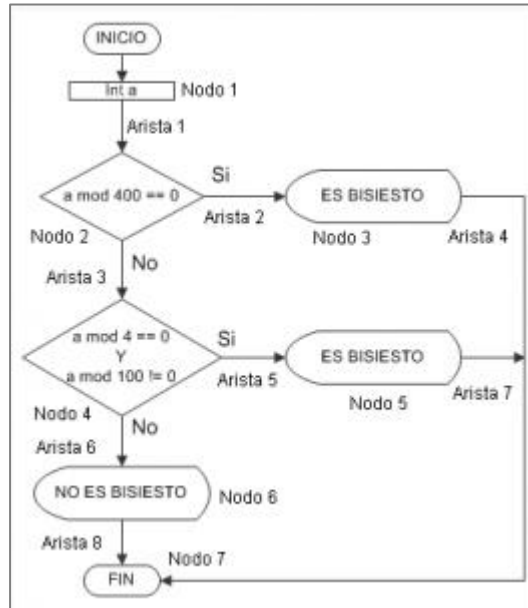 INICIO
Int a
Nodo 1
Arista 1
Si
a mod 400 == 0
ES BISIESTO
Arista 2
Arista 4
Nodo 2
Nodo 3
No
Arista 3
Si
a mod 4 == 0
Y
a mod 100 != 0
ES BISIESTO
Arista 5
Arista 7
Nodo 4
Nodo 5
No
Arista 6
NO ES BISIESTO
Nodo 6
Arista 8
Nodo 7
FIN